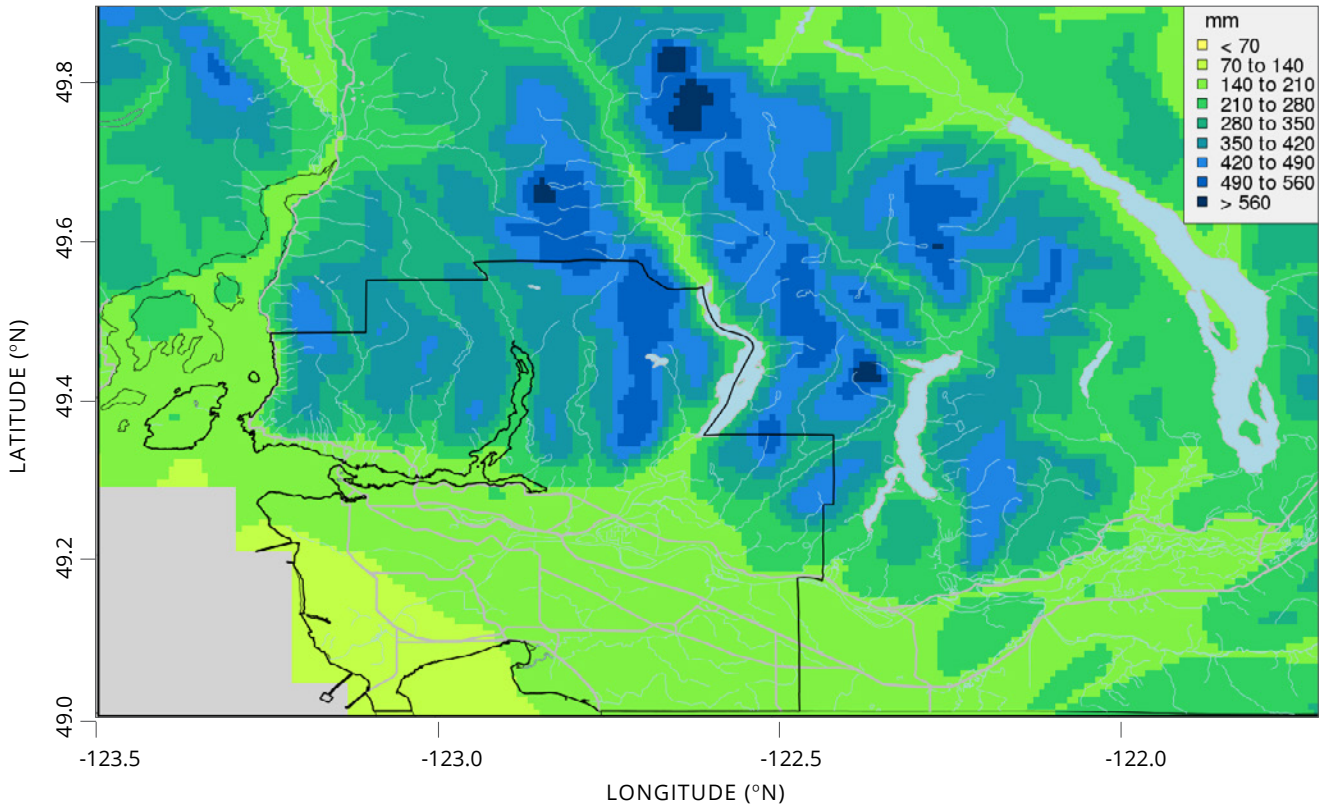 mm
< 70
70 to 140
140 to 210
210 to 280
280 to 350
350 to 420
420 to 490
490 to 560
> 560
LATITUDE (°N)
49.8
49.6
49.4
49.2
49.0
-123.5
-123.0
-122.5
-122.0
LONGITUDE (°N)